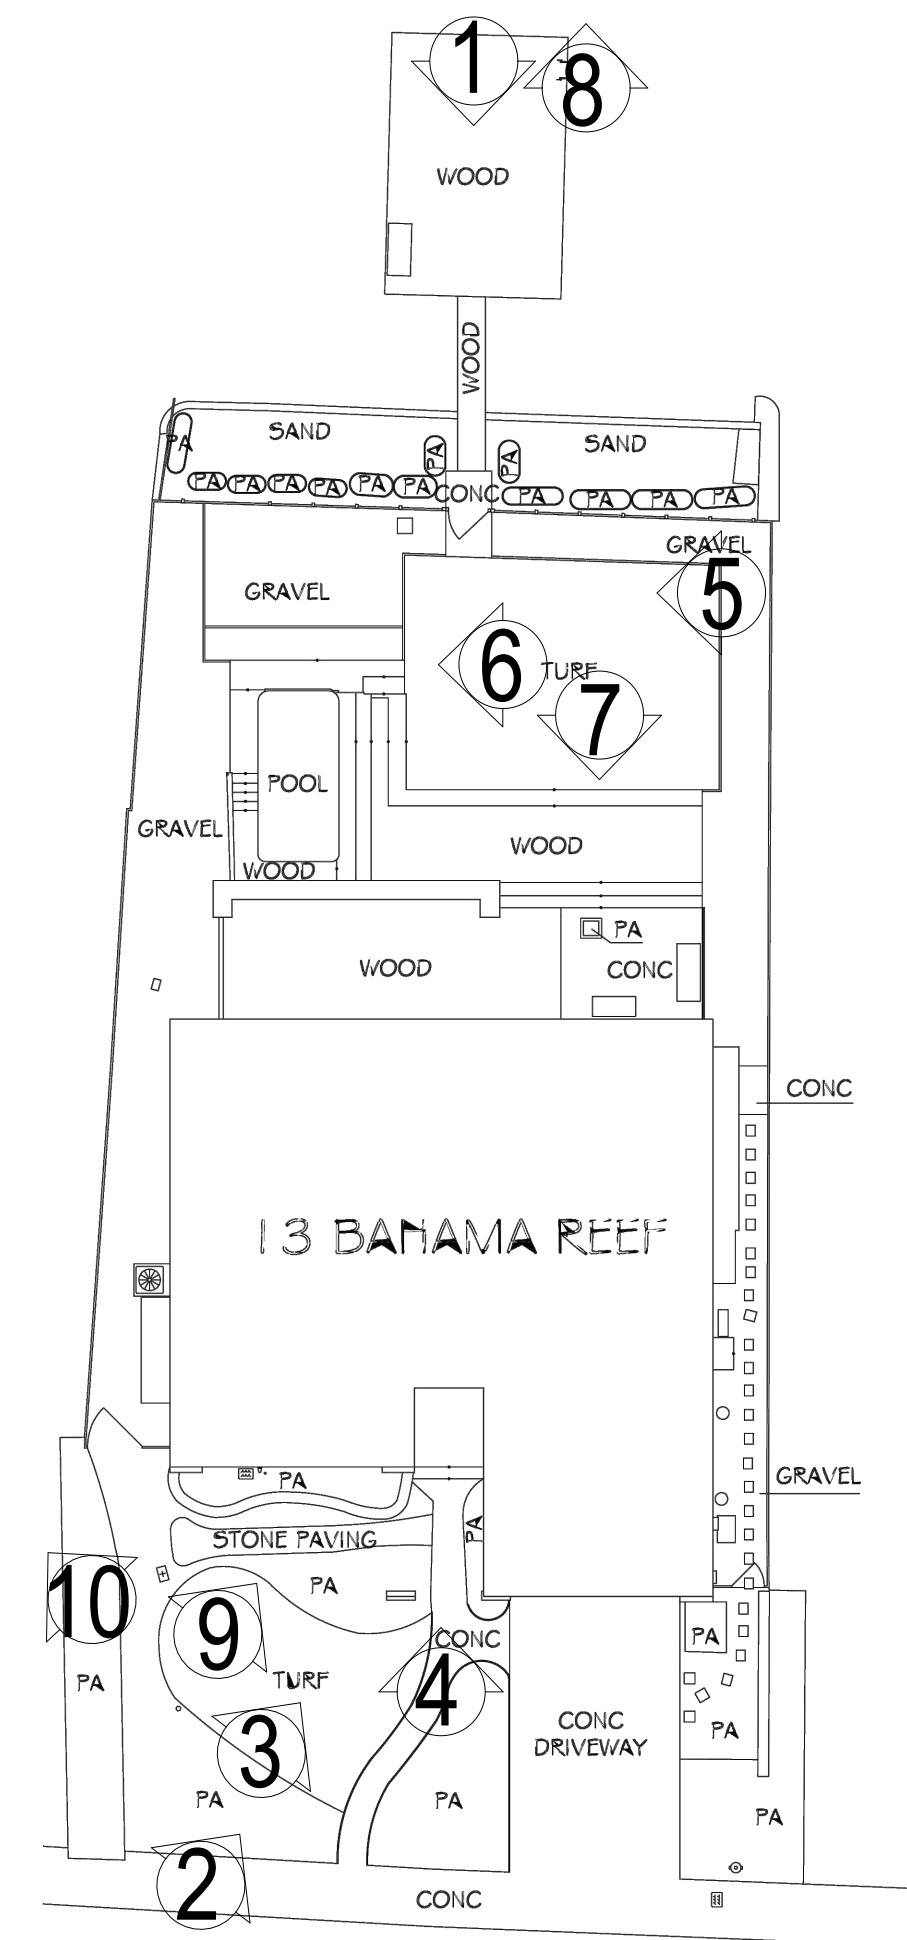 1
8
WOOD
WOOD
SAND
SAND
PA
PA
PA
PA
PA
PA
PA
PA
PA
CONC
PA
PA
PA
PA
GRAVEL
5
GRAVEL
6
TURF
7
POOL
GRAVEL
WOOD
WOOD
PA
WOOD
CONC
CONC
13 BAHAMA REEF
GRAVEL
PA
PA
STONE PAVING
10
PA
9
CONC
PA
PA
TURF
4
3
CONC
DRIVEWAY
PA
PA
PA
PA
2
CONC